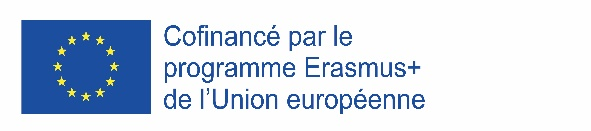 Cofinancé par le
programme Erasmus+
de l'Union européenne